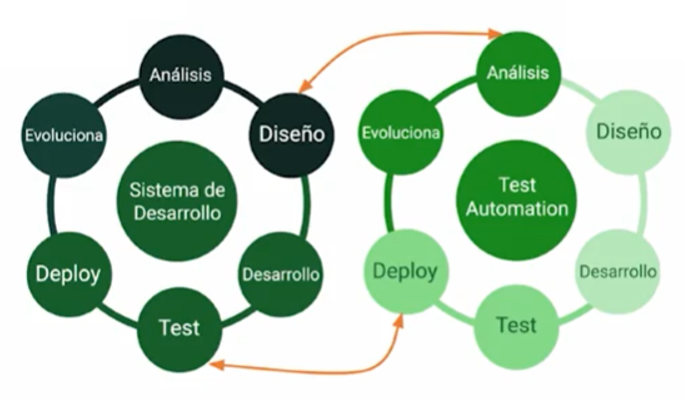 Análisis
Diseño
Desarrollo
Test
Deploy
Evoluciona
Sistema de
Desarrollo
Análisis
Diseño
Desarrollo
Test
Deploy
Evoluciona
Test
Automation